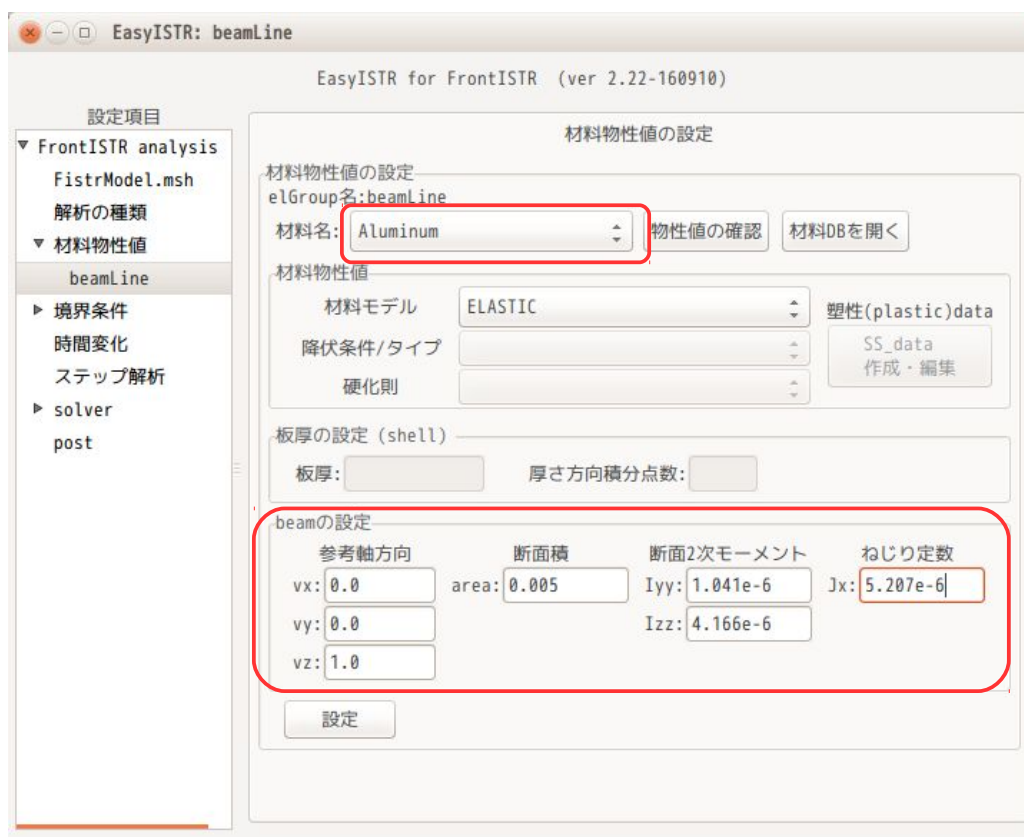 EasyISTR: beamLine
EasyISTR for FrontISTR (ver 2.22-160910)
設定項目
FrontISTR analysis
FistrModel.msh
解析の種類
材料物性値
beamLine
境界条件
時間変化
ステップ解析
solver
post
材料物性値の設定
材料物性値の設定
elGroup名:beamLine
材料名: Aluminum 物性値の確認 材料DBを開く
材料物性値
材料モデル ELASTIC 塑性(plastic)data
降伏条件/タイプ SS_data
作成・編集
硬化則
板厚の設定 (shell)
板厚: 厚さ方向積分点数:
beamの設定
参考軸方向 断面積 断面2次モーメント ねじり定数
vx: 0.0 area: 0.005 Iyy: 1.041e-6 Jx: 5.207e-6
vy: 0.0 Izz: 4.166e-6
vz: 1.0
設定